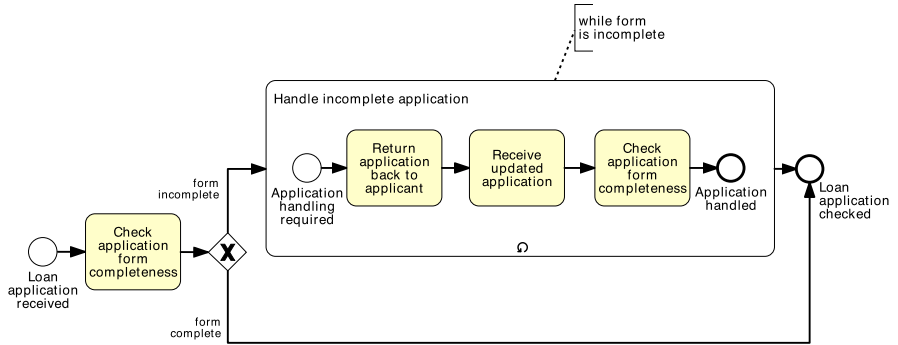 while form
is incomplete
Handle incomplete application
Return
application
back to
applicant
Receive
updated
application
Check
application
form
completeness
Application
handling
required
Application
handled
Loan
application
checked
form
incomplete
Check
application
form
completeness
X
Loan
application
received
form
complete